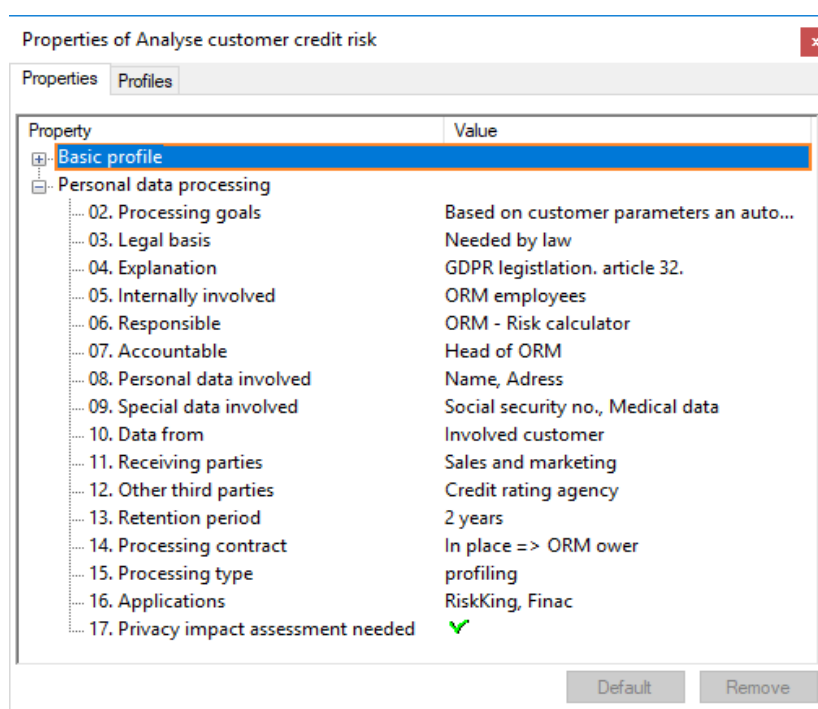 Properties of Analyse customer credit risk
x
Properties Profiles
Property Value
Basic profile
Personal data processing
02. Processing goals Based on customer parameters an auto...
03. Legal basis Needed by law
04. Explanation GDPR legistlation. article 32.
05. Internally involved ORM employees
06. Responsible ORM - Risk calculator
07. Accountable Head of ORM
08. Personal data involved Name, Adress
09. Special data involved Social security no., Medical data
10. Data from Involved customer
11. Receiving parties Sales and marketing
12. Other third parties Credit rating agency
13. Retention period 2 years
14. Processing contract In place => ORM ower
15. Processing type profiling
16. Applications RiskKing, Finac
17. Privacy impact assessment needed
Default Remove